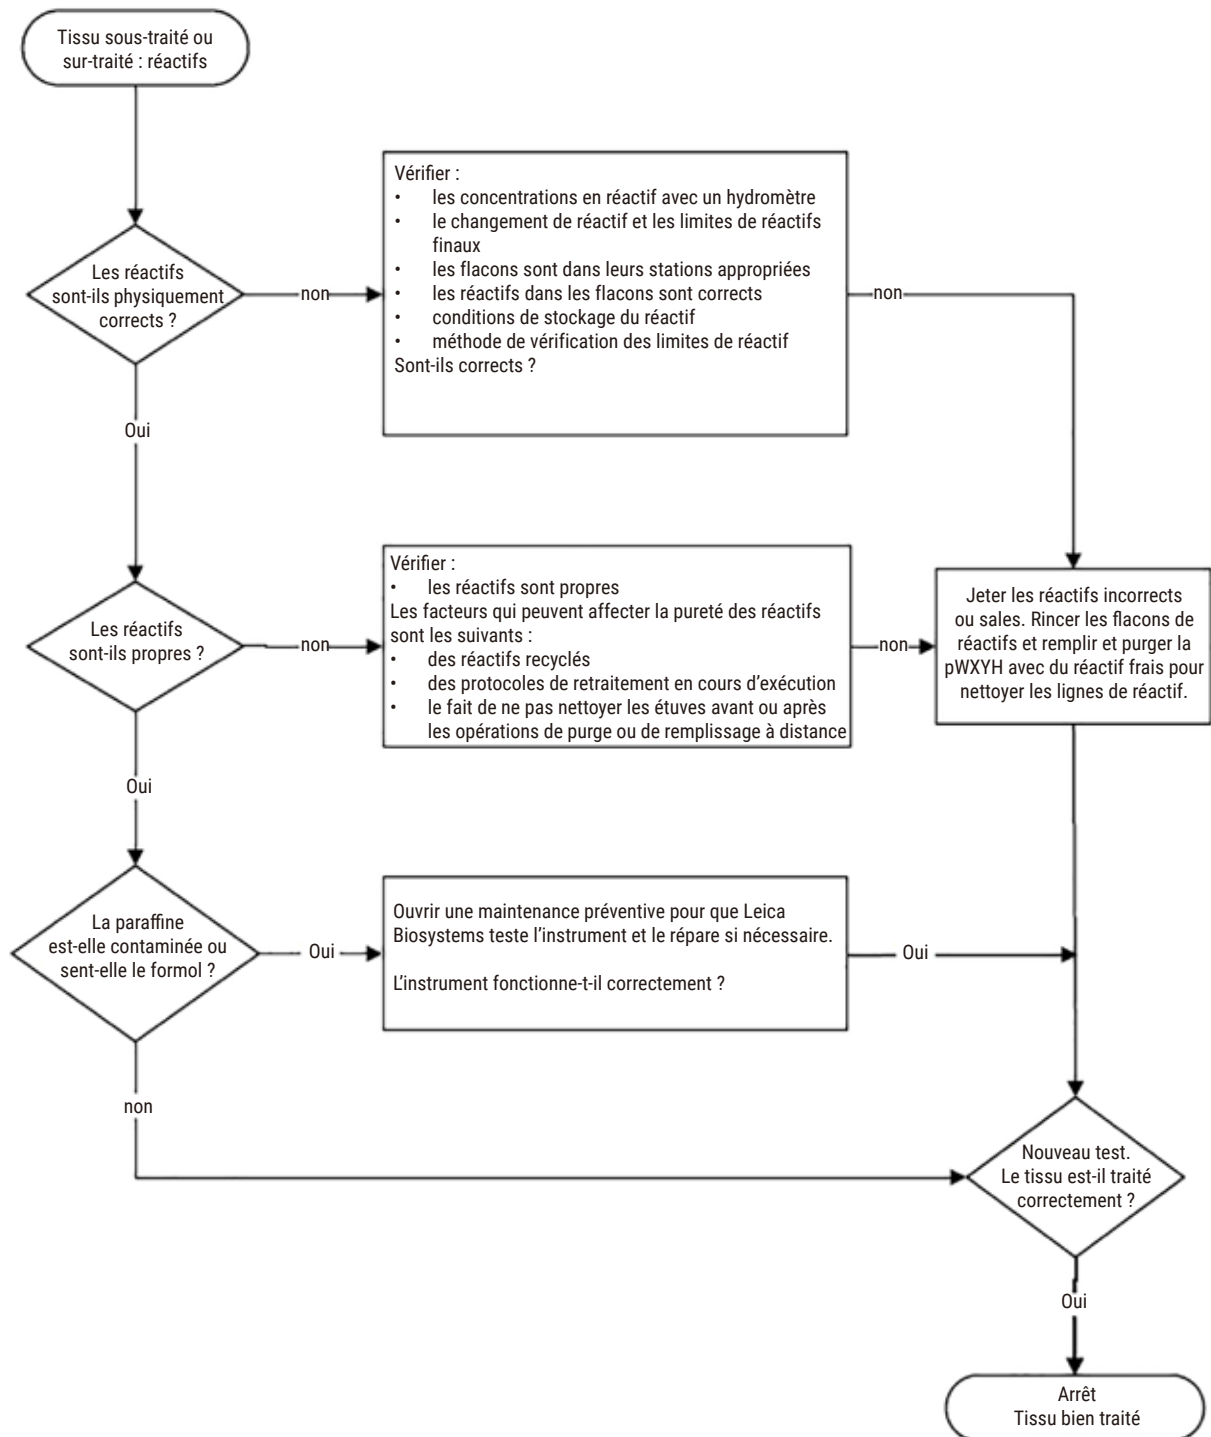 Tissu sous-traité ou
sur-traité : réactifs
Vérifier :
• les concentrations en réactif avec un hydromètre
• le changement de réactif et les limites de réactifs
finaux
• les flacons sont dans leurs stations appropriées
• les réactifs dans les flacons sont corrects
• conditions de stockage du réactif
• méthode de vérification des limites de réactif
Sont-ils corrects ?
Les réactifs
sont-ils physiquement
corrects ?
non
non
Oui
Vérifier :
• les réactifs sont propres
Les facteurs qui peuvent affecter la pureté des réactifs
sont les suivants :
• des réactifs recyclés
• des protocoles de retraitement en cours d'exécution
• le fait de ne pas nettoyer les étuves avant ou après
les opérations de purge ou de remplissage à distance
Les réactifs
sont-ils propres ?
non
non
Jeter les réactifs incorrects
ou sales. Rincer les flacons de
réactifs et remplir et purger la
pWXYH avec du réactif frais pour
nettoyer les lignes de réactif.
Oui
La paraffine
est-elle contaminée ou
sent-elle le formol ?
Oui
Ouvrir une maintenance préventive pour que Leica
Biosystems teste l'instrument et le répare si nécessaire.
L'instrument fonctionne-t-il correctement ?
Oui
non
Nouveau test.
Le tissu est-il traité
correctement ?
Oui
Arrêt
Tissu bien traité